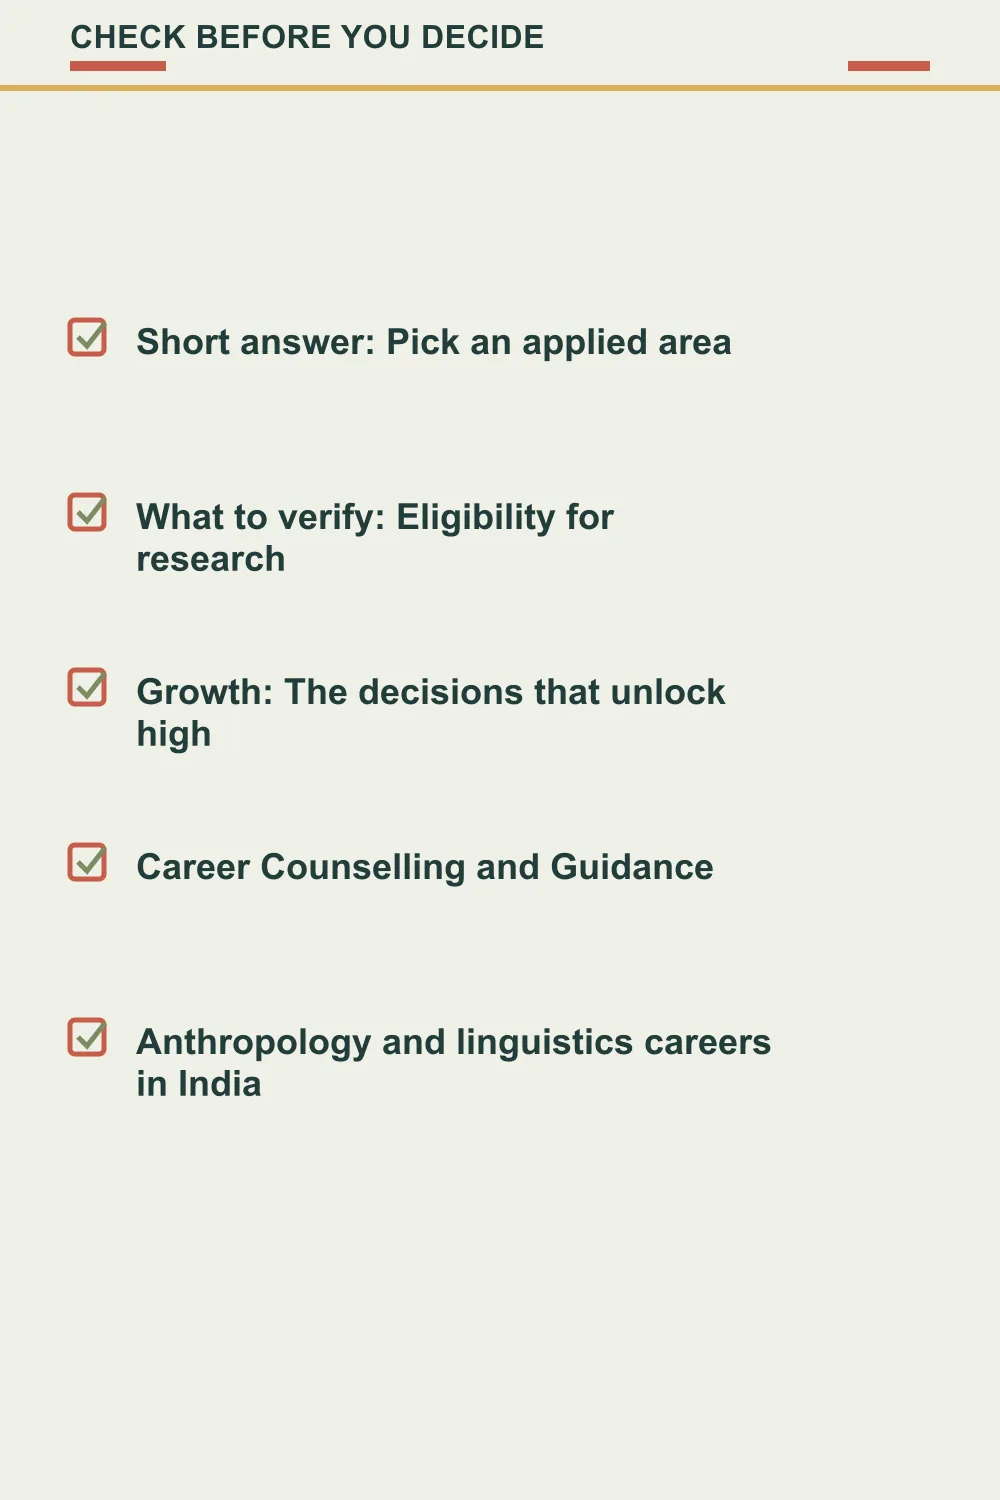 CHECK BEFORE YOU DECIDE
Short answer: Pick an applied area
What to verify: Eligibility for
research
Growth: The decisions that unlock
high
Career Counselling and Guidance
Anthropology and linguistics careers
in India